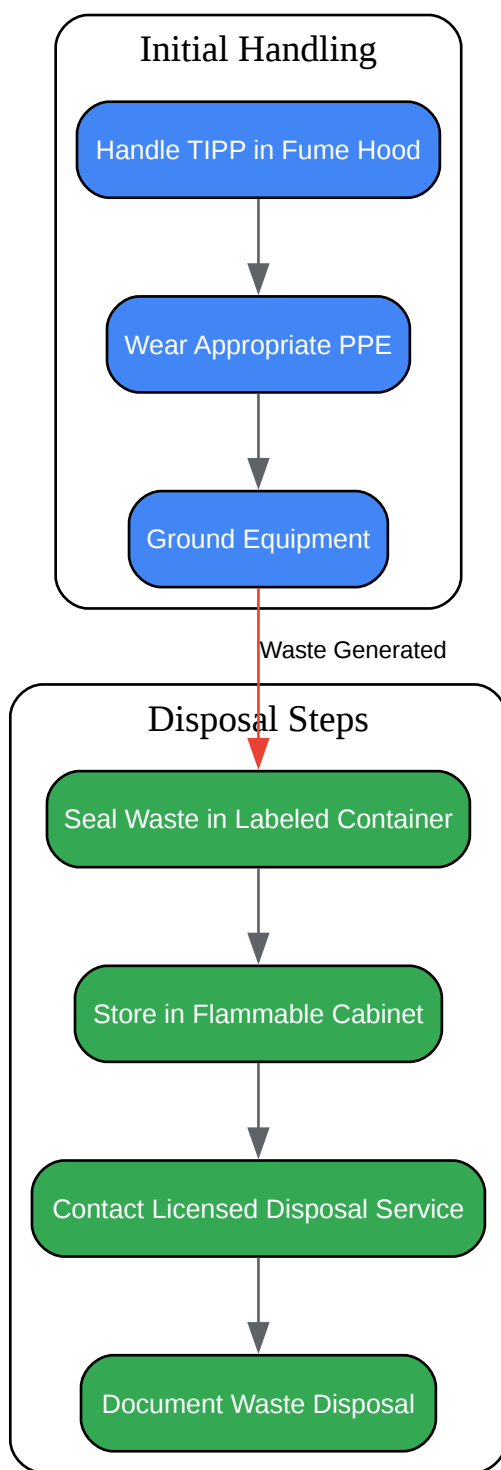 Initial Handling
Handle TIPP in Fume Hood
Wear Appropriate PPE
Ground Equipment
Waste Generated
Disposal Steps
Seal Waste in Labeled Container
Store in Flammable Cabinet
Contact Licensed Disposal Service
Document Waste Disposal